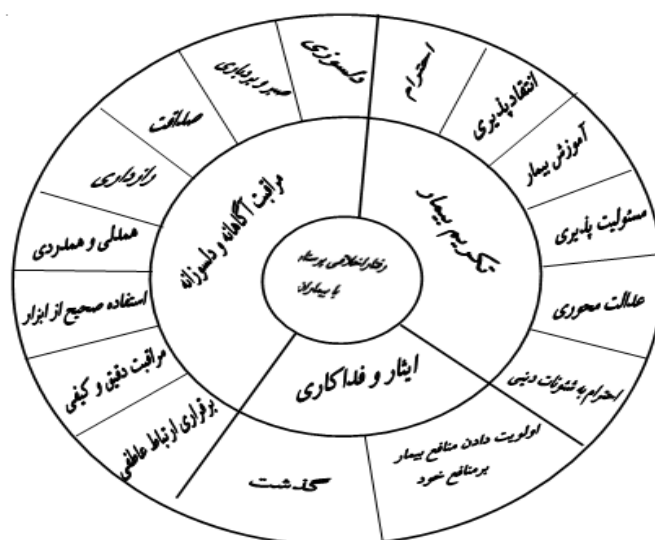 رفتار اخلاقی پرستار
با بیماران
تکریم بیمار
احترام
انتقاد پذیری
آموزش بیمار
مسئولیت پذیری
عدالت محوری
احترام به شئونات دینی
ایثار و فداکاری
اولویت دادن منافع بیمار
بر منافع خود
گذشت
مراقبت آگاهانه و دلسوزانه
دلسوزی
صبر و بردباری
صداقت
رازداری
همدلی و همدردی
استفاده صحیح از ابزار
مراقبت دقیق و کیفی
برقراری ارتباط عاطفی